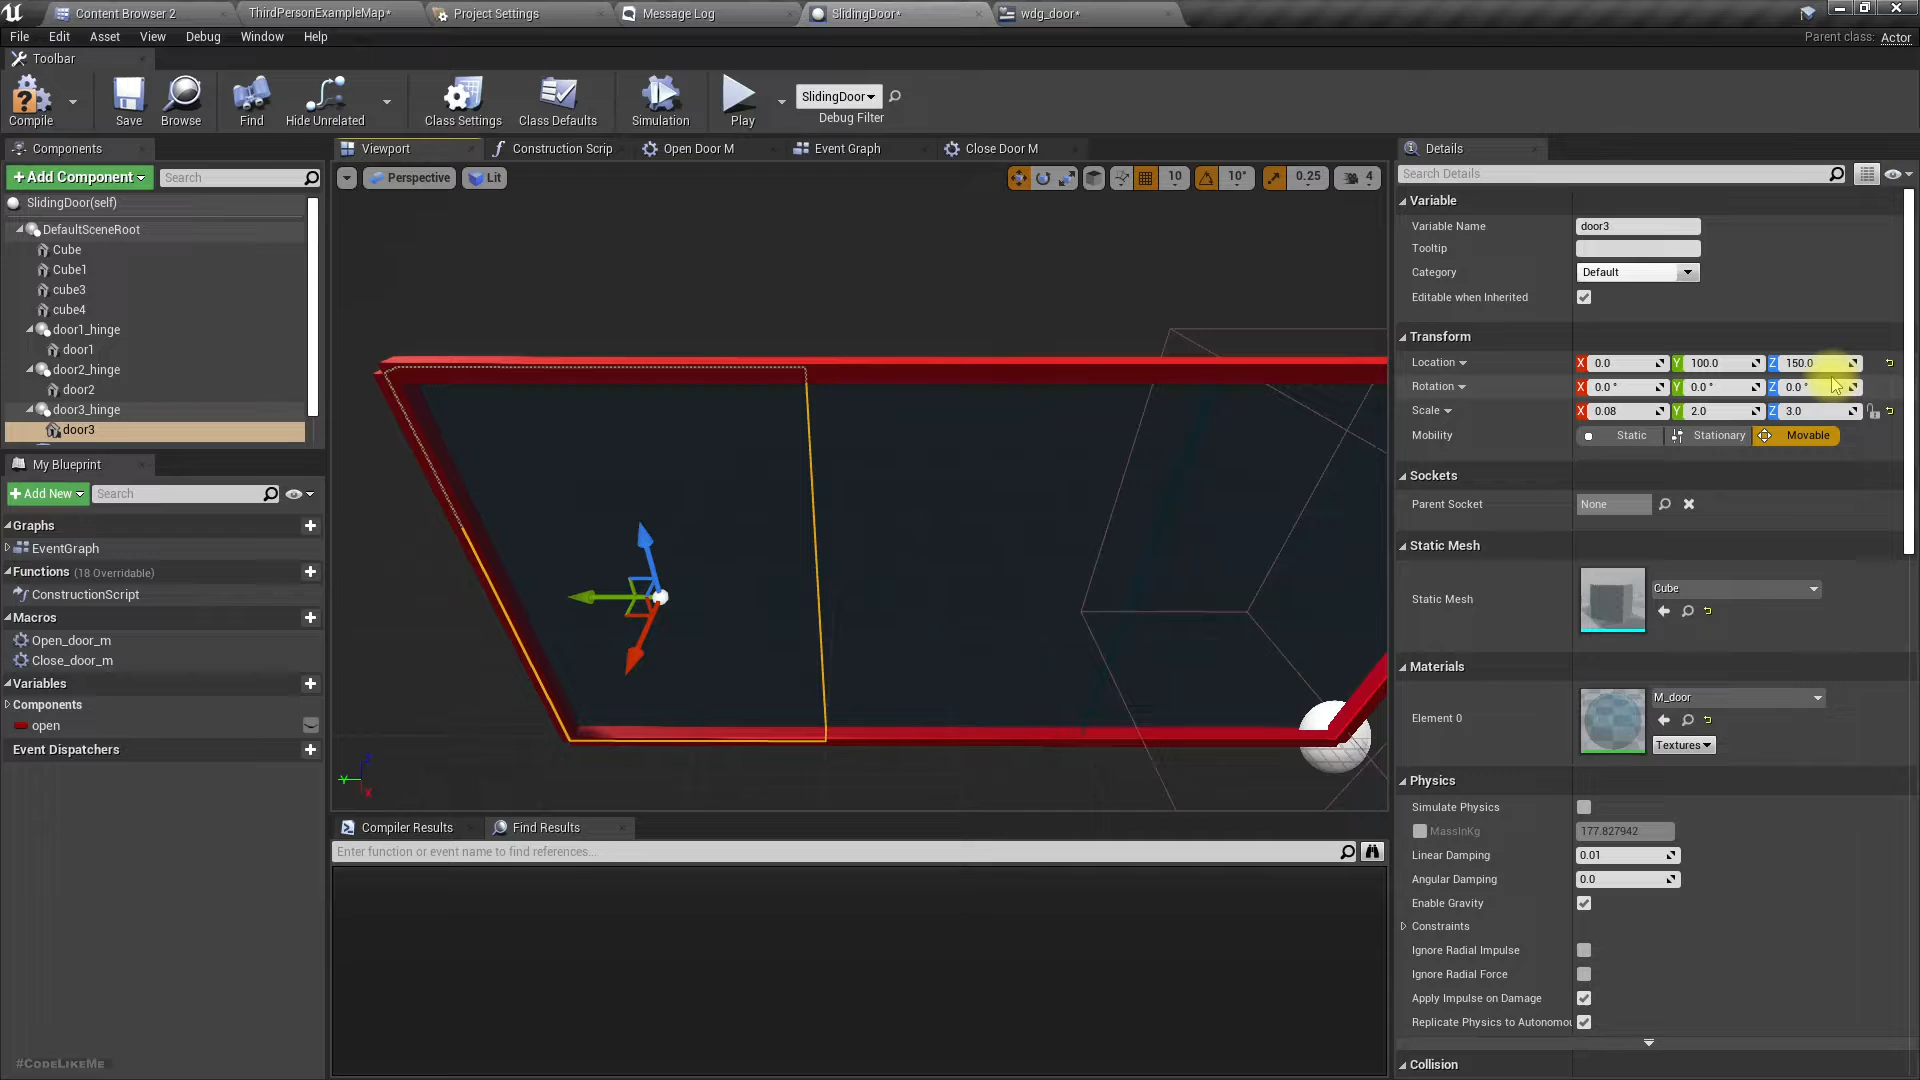 Content Browser 2
ThirdPersonExampleMap*
Project Settings
Message Log
SlidingDoor*
wdg_door*
File Edit Asset View Debug Window Help
Parent class: Actor
Toolbar
Compile
Save
Browse
Find
Hide Unrelated
Class Settings
Class Defaults
Simulation
Play
SlidingDoor
Debug Filter
Components
+Add Component
Search
SlidingDoor(self)
DefaultSceneRoot
Cube
Cube1
cube3
cube4
door1_hinge
door1
door2_hinge
door2
door3_hinge
door3
My Blueprint
+Add New
Search
Graphs
EventGraph
Functions (18 Overridable)
ConstructionScript
Macros
Open_door_m
Close_door_m
Variables
Components
open
Event Dispatchers
#CodeLikeMe
Viewport
Construction Scrip
Open Door M
Event Graph
Close Door M
Perspective
Lit
10
10°
0.25
4
Y
X
Compiler Results
Find Results
Enter function or event name to find references...
Details
Search Details
Variable
Variable Name door3
Tooltip
Category Default
Editable when Inherited
Transform
Location X 0.0 Y 100.0 Z 150.0
Rotation X 0.0 ° Y 0.0 ° Z 0.0 °
Scale X 0.08 Y 2.0 Z 3.0
Mobility Static Stationary Movable
Sockets
Parent Socket None
Static Mesh
Static Mesh Cube
Materials
Element 0 M_door
Textures
Physics
Simulate Physics
MassInKg 177.827942
Linear Damping 0.01
Angular Damping 0.0
Enable Gravity
Constraints
Ignore Radial Impulse
Ignore Radial Force
Apply Impulse on Damage
Replicate Physics to Autonomou
Collision